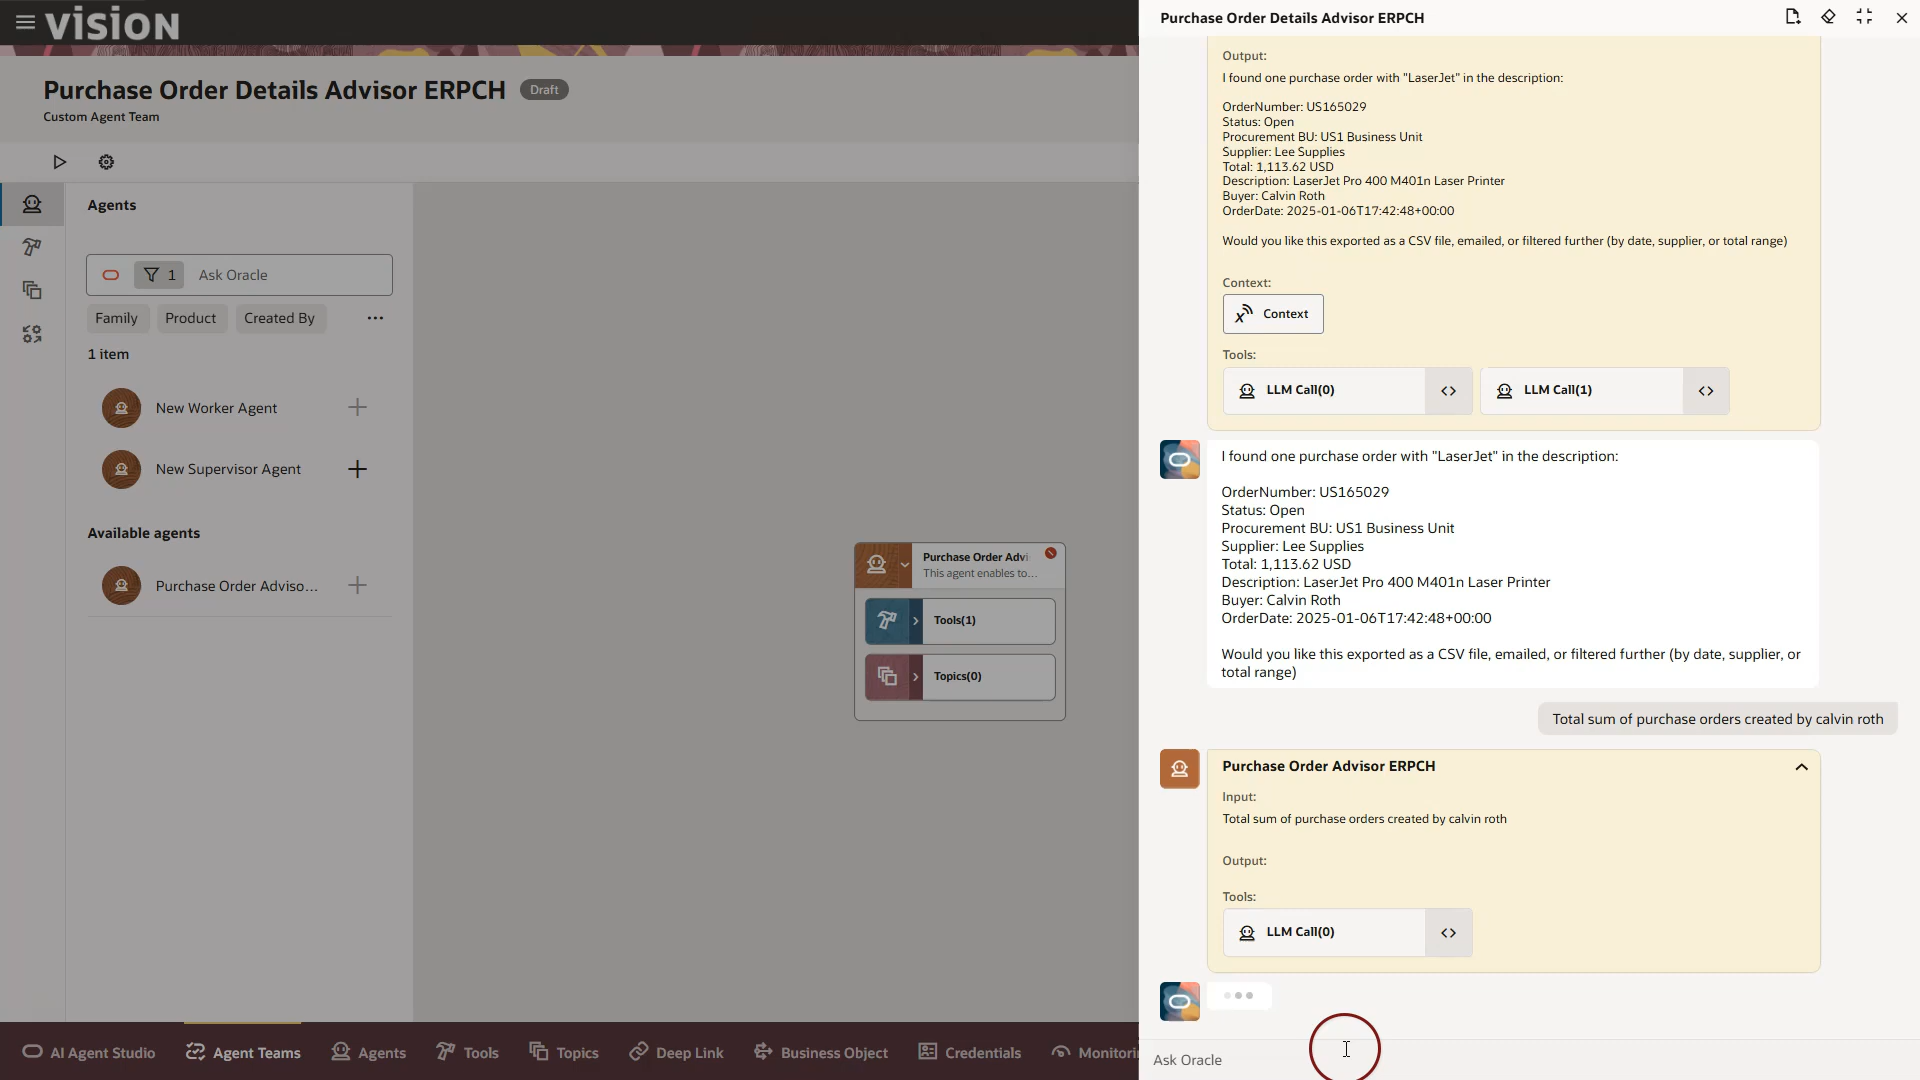 vision
Purchase Order Details Advisor ERPCH
Draft
Custom Agent Team
Agents
1
Ask Oracle
Family
Product
Created By
1 item
New Worker Agent
New Supervisor Agent
Available agents
Purchase Order Adviso...
Purchase Order Advi
This agent enables to...
Tools(1)
Topics(0)
AI Agent Studio
Agent Teams
Agents
Tools
Topics
Deep Link
Business Object
Credentials
Monitori
Purchase Order Details Advisor ERPCH
Output:
I found one purchase order with "LaserJet" in the description:
OrderNumber: US165029
Status: Open
Procurement BU: US1 Business Unit
Supplier: Lee Supplies
Total: 1,113.62 USD
Description: LaserJet Pro 400 M401n Laser Printer
Buyer: Calvin Roth
OrderDate: 2025-01-06T17:42:48+00:00
Would you like this exported as a CSV file, emailed, or filtered further (by date, supplier, or total range)
Context:
Context
Tools:
LLM Call(0)
LLM Call(1)
I found one purchase order with "LaserJet" in the description:
OrderNumber: US165029
Status: Open
Procurement BU: US1 Business Unit
Supplier: Lee Supplies
Total: 1,113.62 USD
Description: LaserJet Pro 400 M401n Laser Printer
Buyer: Calvin Roth
OrderDate: 2025-01-06T17:42:48+00:00
Would you like this exported as a CSV file, emailed, or filtered further (by date, supplier, or
total range)
Total sum of purchase orders created by calvin roth
Purchase Order Advisor ERPCH
Input:
Total sum of purchase orders created by calvin roth
Output:
Tools:
LLM Call(0)
Ask Oracle